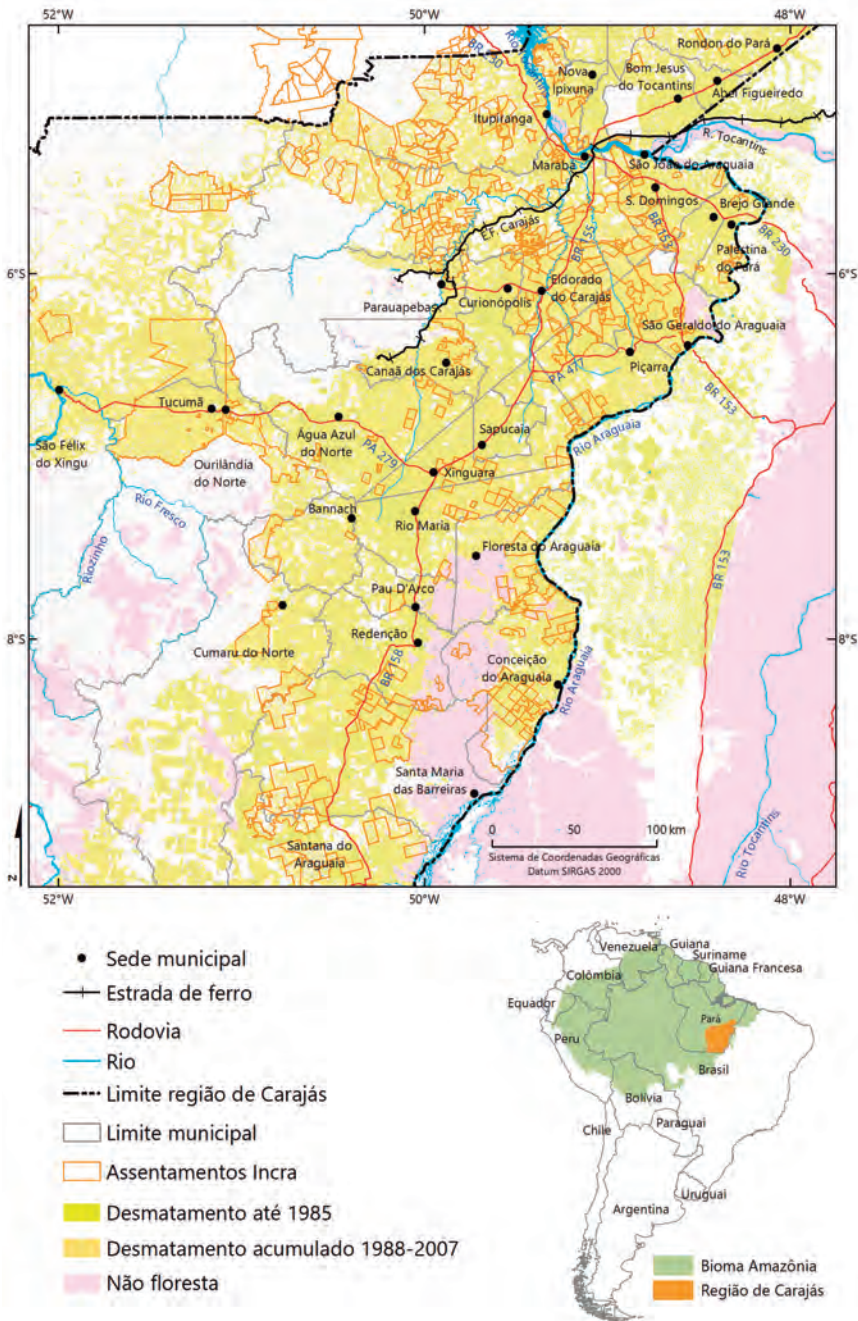 52°W
50°W
48°W
BR 230
Rio Tocantins
Rondon do Pará
Nova
Ipixuna
Bom Jesus
do Tocantins
Abel Figueiredo
Itupiranga
R. Tocantins
Marabá
São João do Araguaia
S. Domingos
Brejo Grande
E.F. Carajás
BR 155
BR 153
BR 230
Palestina
do Pará
6°S
6°S
Eldorado
do Carajás
Curionópolis
Parauapebas
São Geraldo do Araguaia
Canaã dos Carajás
PA 477
Piçarra
BR 153
Tucumã
São Félix
do Xingu
Água Azul
do Norte
Sapucaia
Rio Araguaia
PA 279
Xinguara
Ourilândia
do Norte
Rio Fresco
Bannach
Rio Maria
Riozinho
Floresta do Araguaia
BR 153
Pau D'Arco
Redenção
8°S
8°S
Cumaru do Norte
BR 158
Conceição
do Araguaia
Rio Araguaia
Santa Maria
das Barreiras
0 50 100 km
Sistema de Coordenadas Geográficas
Datum SIRGAS 2000
Santana do
Araguaia
Rio Tocantins
N
52°W
50°W
48°W
Sede municipal
Estrada de ferro
Rodovia
Rio
Limite região de Carajás
Limite municipal
Assentamentos Incra
Desmatamento até 1985
Desmatamento acumulado 1988-2007
Não floresta
Venezuela
Guiana
Suriname
Guiana Francesa
Colômbia
Equador
Pará
Peru
Brasil
Bolívia
Chile
Paraguai
Uruguai
Argentina
Bioma Amazônia
Região de Carajás